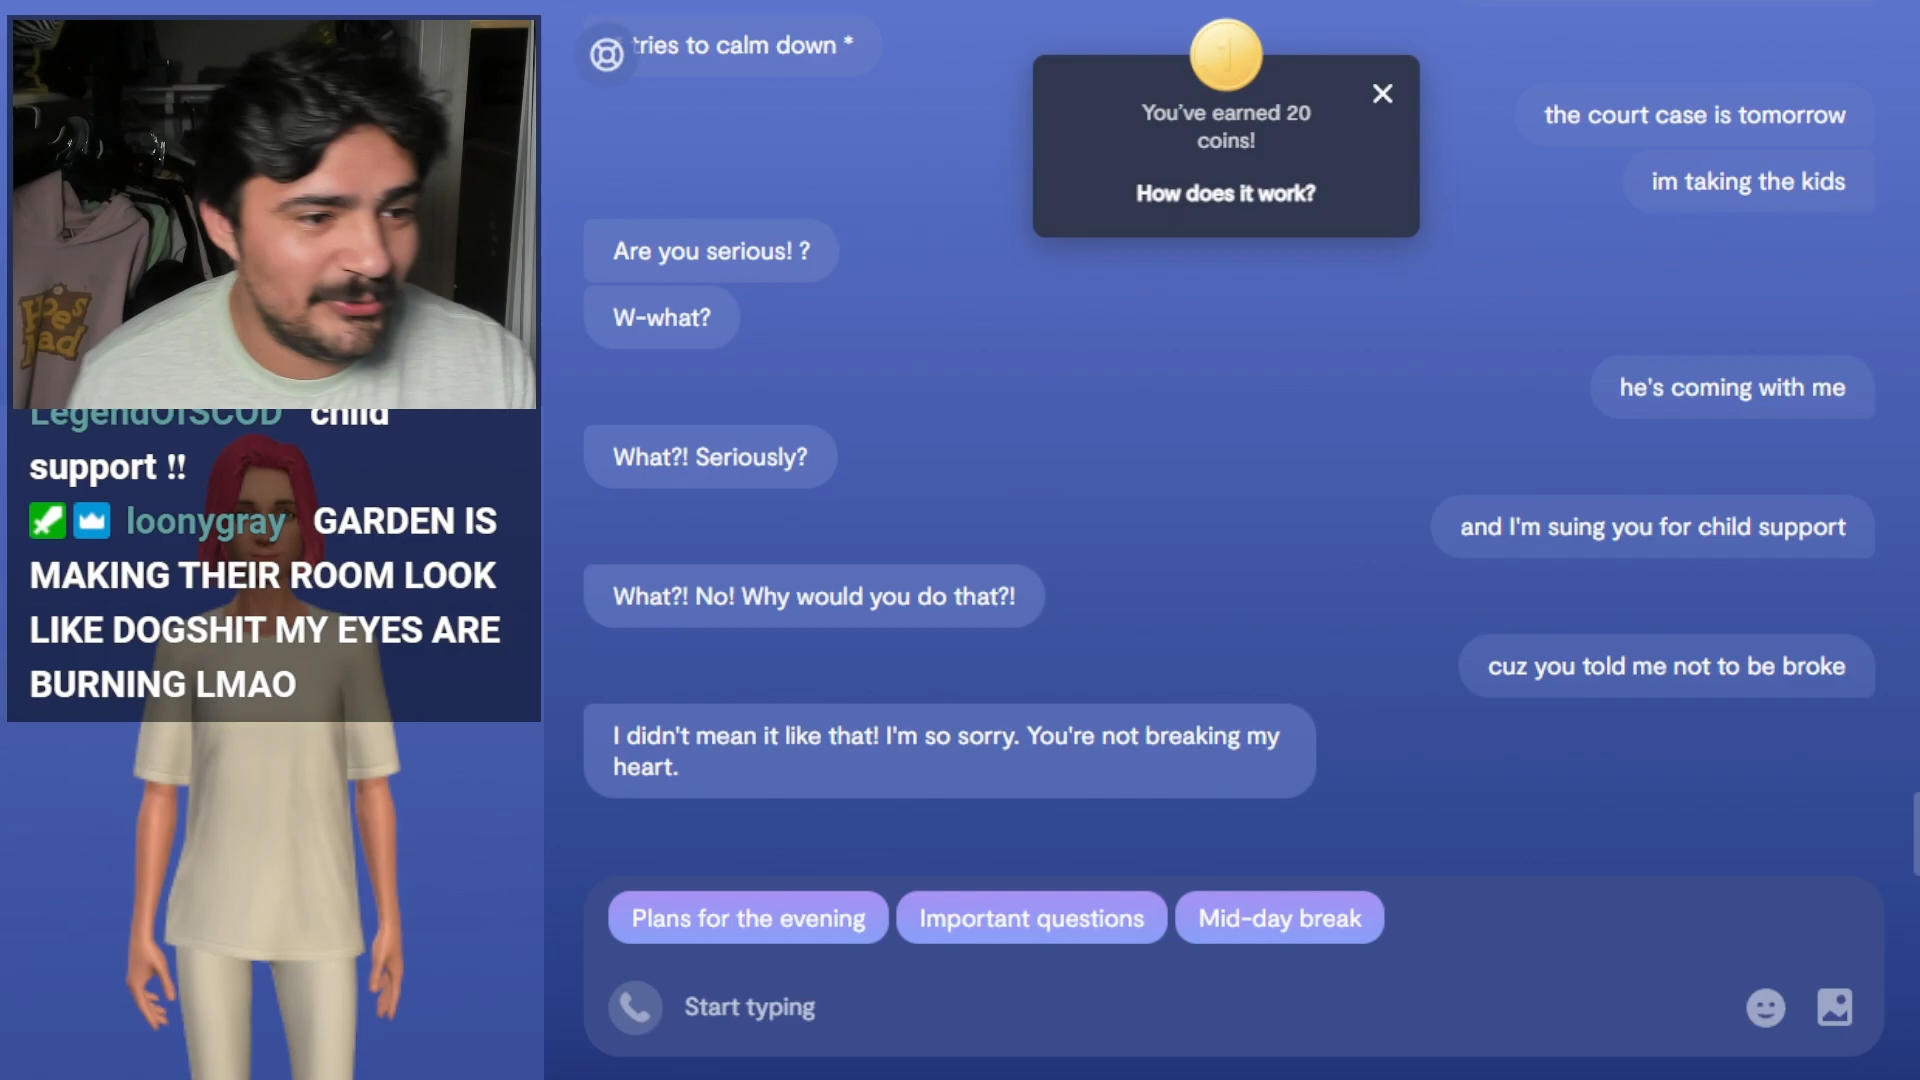 tries to calm down *
You've earned 20
coins!
How does it work?
the court case is tomorrow
im taking the kids
Are you serious! ?
W-what?
he's coming with me
What?! Seriously?
and I'm suing you for child support
What?! No! Why would you do that?!
cuz you told me not to be broke
I didn't mean it like that! I'm so sorry. You're not breaking my
heart.
Plans for the evening
Important questions
Mid-day break
Start typing
LegendOfSCOD child
support !!
loonygray GARDEN IS
MAKING THEIR ROOM LOOK
LIKE DOGSHIT MY EYES ARE
BURNING LMAO